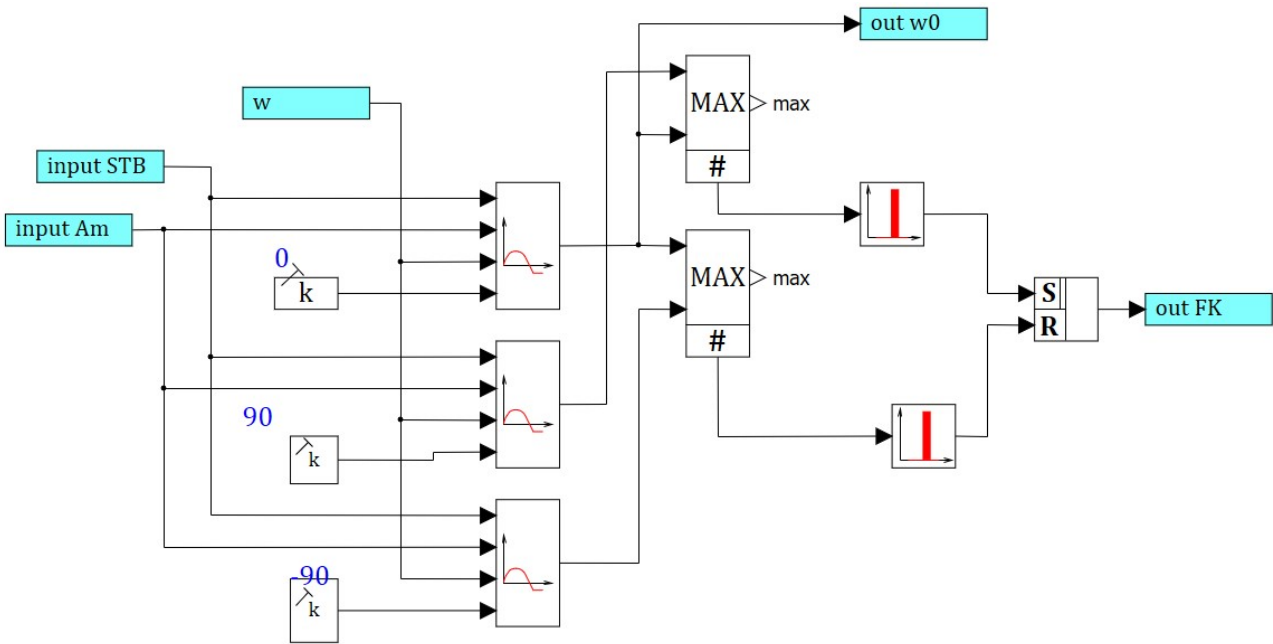 out w0
w
MAX
max
#
input STB
input Am
0
k
MAX
max
#
S
R
out FK
90
k
-90
k